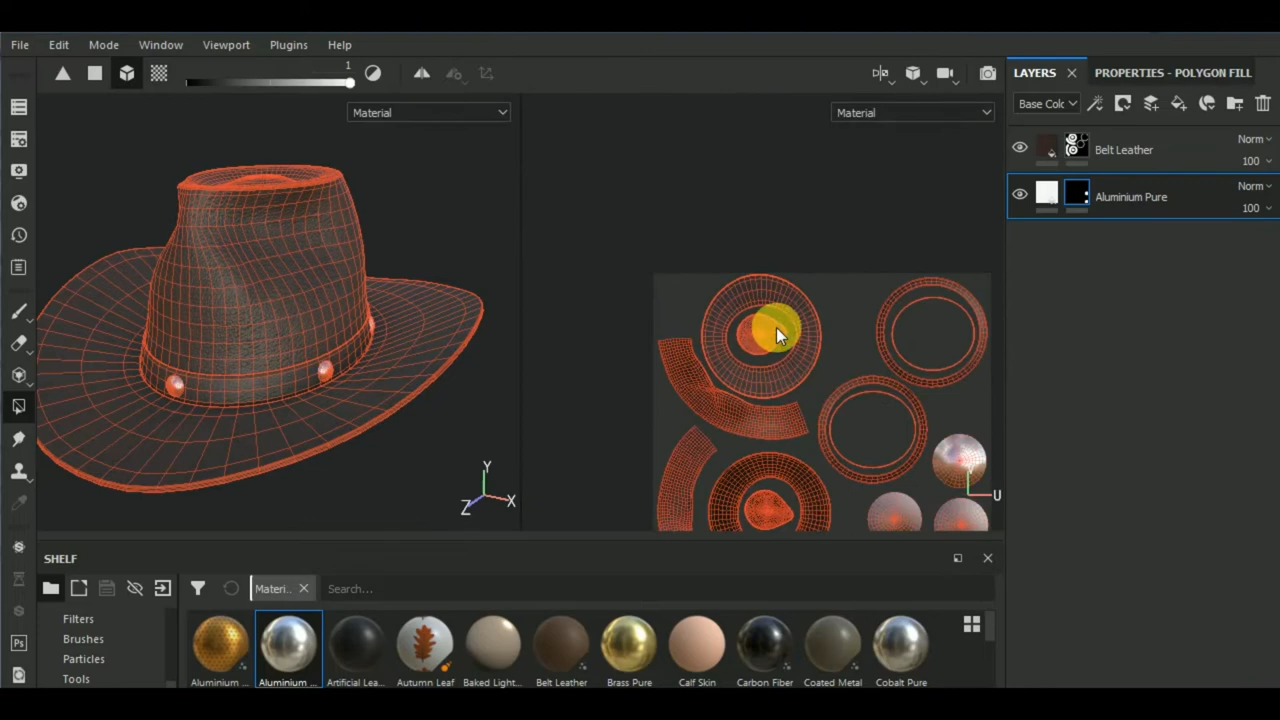 File Edit Mode Window Viewport Plugins Help
1
Material
Material
LAYERS
PROPERTIES - POLYGON FILL
Base Col
Belt Leather
Norm
100
Aluminium Pure
Norm
100
Y
Z
X
Y
U
SHELF
Materi..
Search...
Filters
Brushes
Particles
Tools
Aluminium ...
Aluminium ...
Artificial Lea...
Autumn Leaf
Baked Light...
Belt Leather
Brass Pure
Calf Skin
Carbon Fiber
Coated Metal
Cobalt Pure
Ps